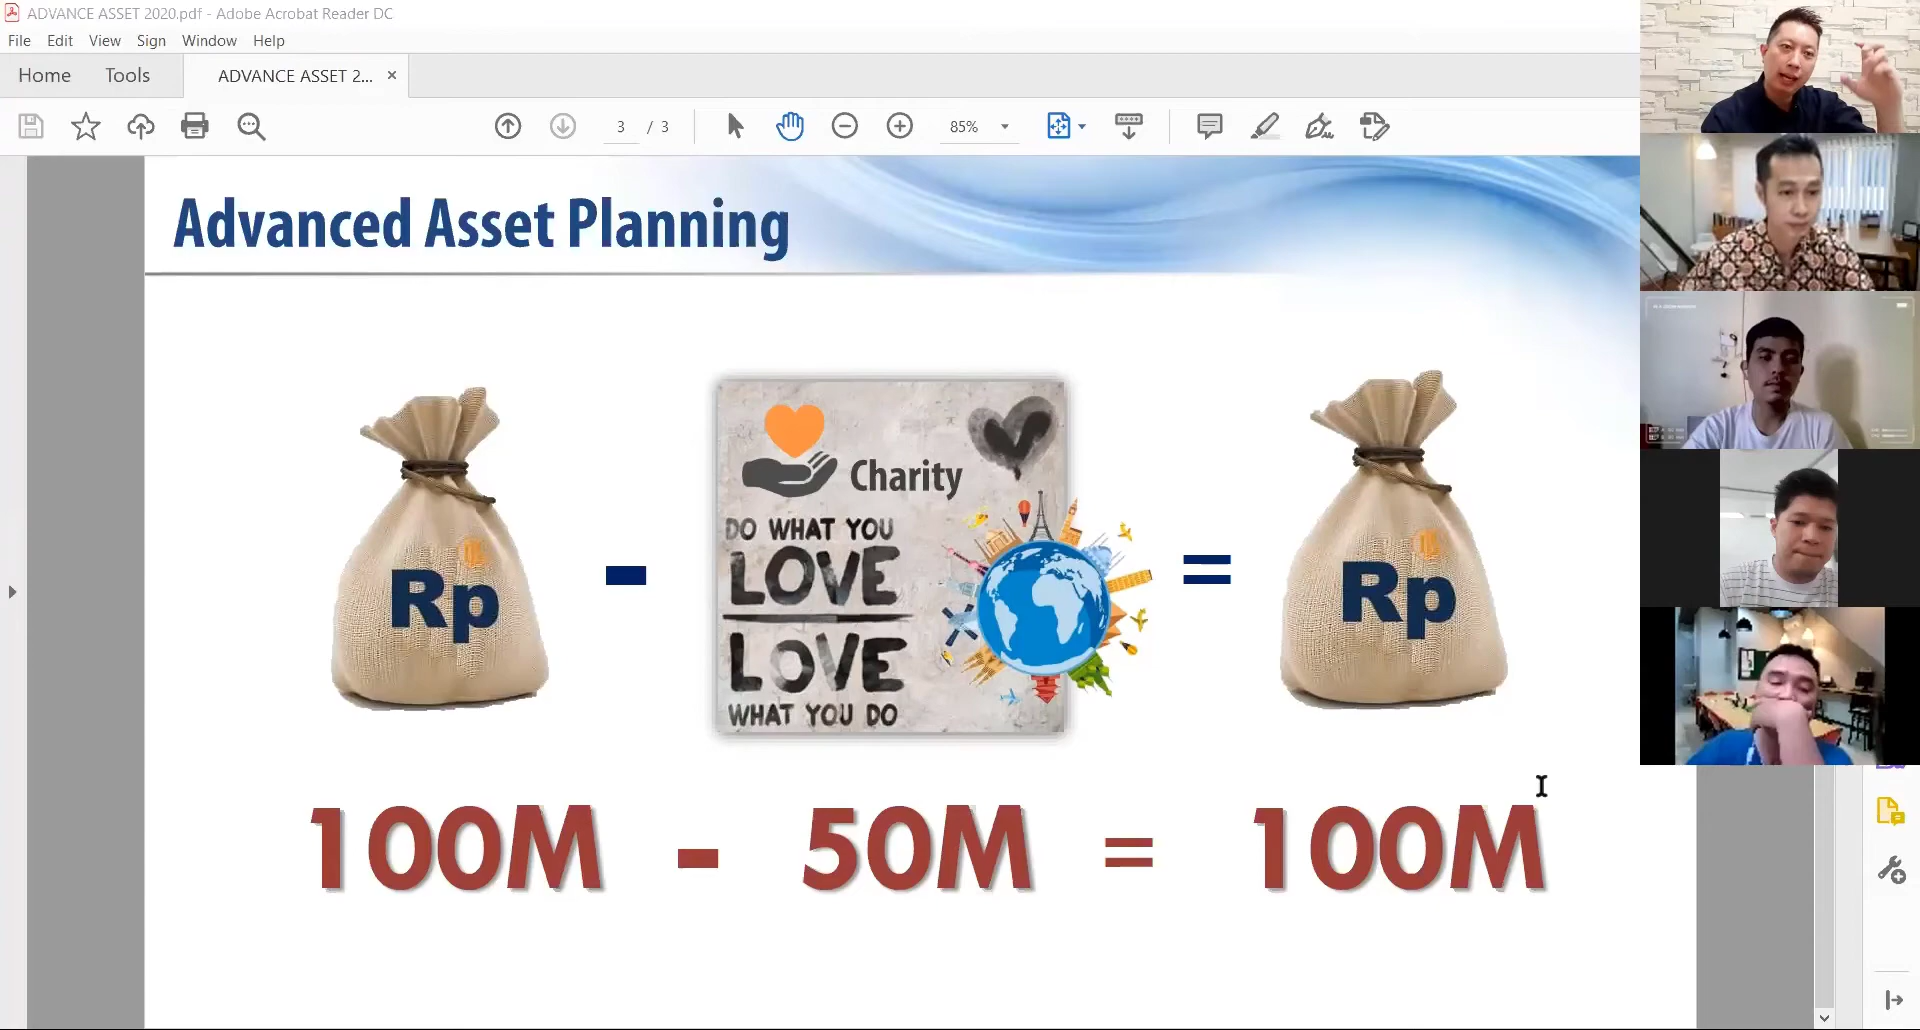 ADVANCE ASSET 2020.pdf - Adobe Acrobat Reader DC
File Edit View Sign Window Help
Home Tools ADVANCE ASSET 2... ×
3 / 3 85%
Advanced Asset Planning
Charity
DO WHAT YOU
LOVE
LOVE
WHAT YOU DO
Rp - = Rp
100M - 50M = 100M